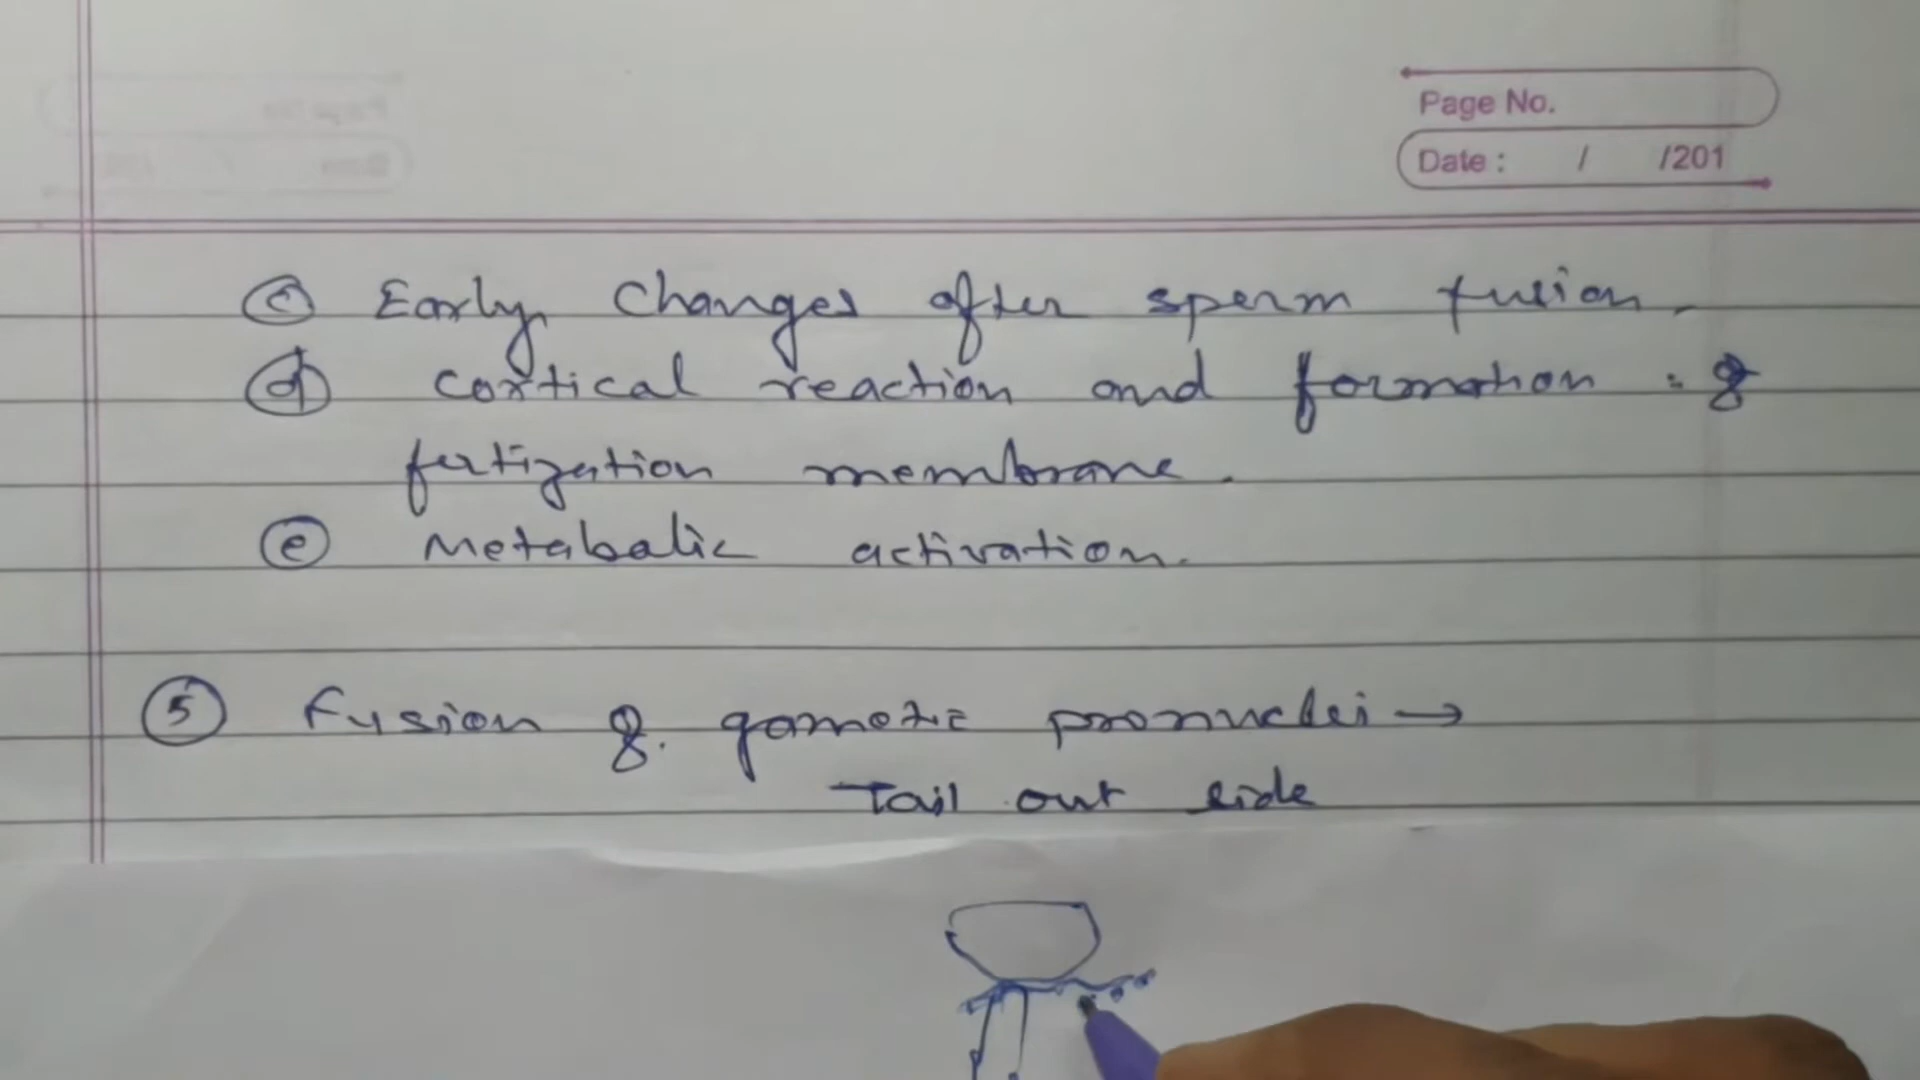 Page No.
Date : / /201
(c) Early changes after sperm fusion.
(d) cortical reaction and formation of
fertization membrane.
(e) Metabolic activation.
(5) Fusion of gametic pronuclei →
Tail out side